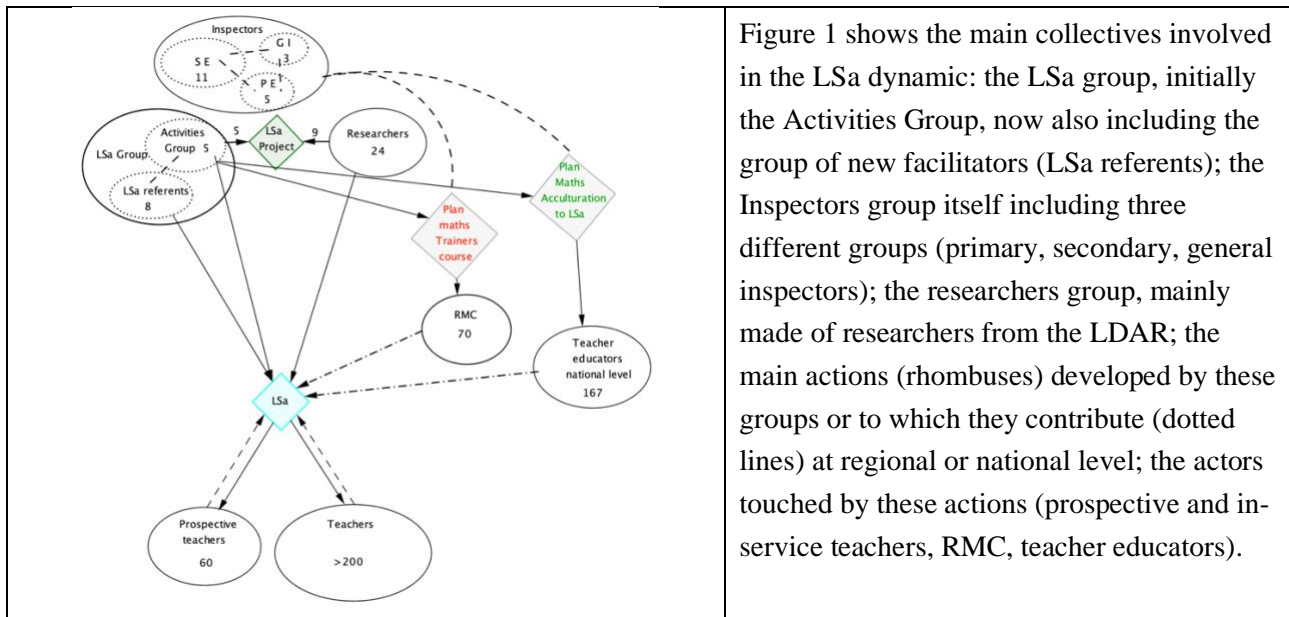 Inspectors
G I
3
S E
11
P E
5
Activities
Group 5
LSa Group
LSa referents
8
5
LSa
Project
9
Researchers
24
Plan
Maths
Acculturation
to LSa
Plan
maths
Trainers
course
RMC
70
Teacher
educators
national level
167
LSa
Prospective
teachers
60
Teachers
>200
Figure 1 shows the main collectives involved
in the LSa dynamic: the LSa group, initially
the Activities Group, now also including the
group of new facilitators (LSa referents); the
Inspectors group itself including three
different groups (primary, secondary, general
inspectors); the researchers group, mainly
made of researchers from the LDAR; the
main actions (rhombuses) developed by these
groups or to which they contribute (dotted
lines) at regional or national level; the actors
touched by these actions (prospective and in-
service teachers, RMC, teacher educators).